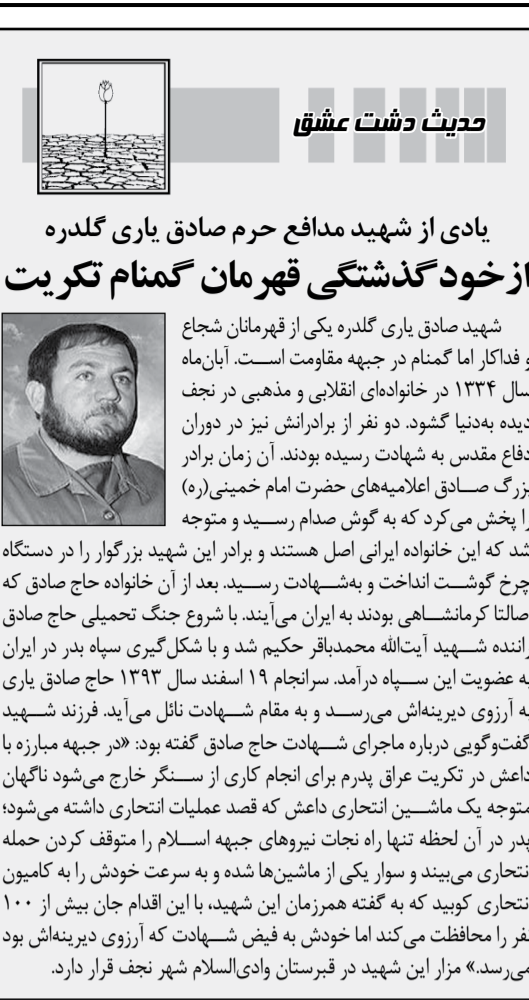 حدیث دشت عشق
یادی از شهید مدافع حرم صادق یاری گلدره
ازخود گذشتگی قهرمان گمنام تکریت
شهید صادق یاری گلدره یکی از قهرمانان شجاع
و فداکار اما گمنام در جبهه مقاومت است. آبان‌ماه
سال ۱۳۳۴ در خانواده‌ای انقلابی و مذهبی در نجف
دیده به‌دنیا گشود. دو نفر از برادرانش نیز در دوران
دفاع مقدس به شهادت رسیده بودند. آن زمان برادر
بزرگ صادق اعلامیه‌های حضرت امام خمینی(ره)
را پخش می‌کرد که به گوش صدام رسید و متوجه
شد که این خانواده ایرانی اصل هستند و برادر این شهید بزرگوار را در دستگاه
چرخ گوشت انداخت و به‌شهادت رسید. بعد از آن خانواده حاج صادق که
صالتا کرمانشاهی بودند به ایران می‌آیند. با شروع جنگ تحمیلی حاج صادق
راننده شهید آیت‌الله محمدباقر حکیم شد و با شکل‌گیری سپاه بدر در ایران
به عضویت این سپاه درآمد. سرانجام ۱۹ اسفند سال ۱۳۹۳ حاج صادق یاری
به آرزوی دیرینه‌اش می‌رسد و به مقام شهادت نائل می‌آید. فرزند شهید
گفت‌وگویی درباره ماجرای شهادت حاج صادق گفته بود: «در جبهه مبارزه با
داعش در تکریت عراق پدرم برای انجام کاری از سنگر خارج می‌شود ناگهان
متوجه یک ماشین انتحاری داعش که قصد عملیات انتحاری داشته می‌شود؛
پدر در آن لحظه تنها راه نجات نیروهای جبهه اسلام را متوقف کردن حمله
نتحاری می‌بیند و سوار یکی از ماشین‌ها شده و به سرعت خودش را به کامیون
نتحاری کوبید که به گفته همرزمان این شهید، با این اقدام جان بیش از ۱۰۰
نفر را محافظت می‌کند اما خودش به فیض شهادت که آرزوی دیرینه‌اش بود
می‌رسد.» مزار این شهید در قبرستان وادی‌السلام شهر نجف قرار دارد.